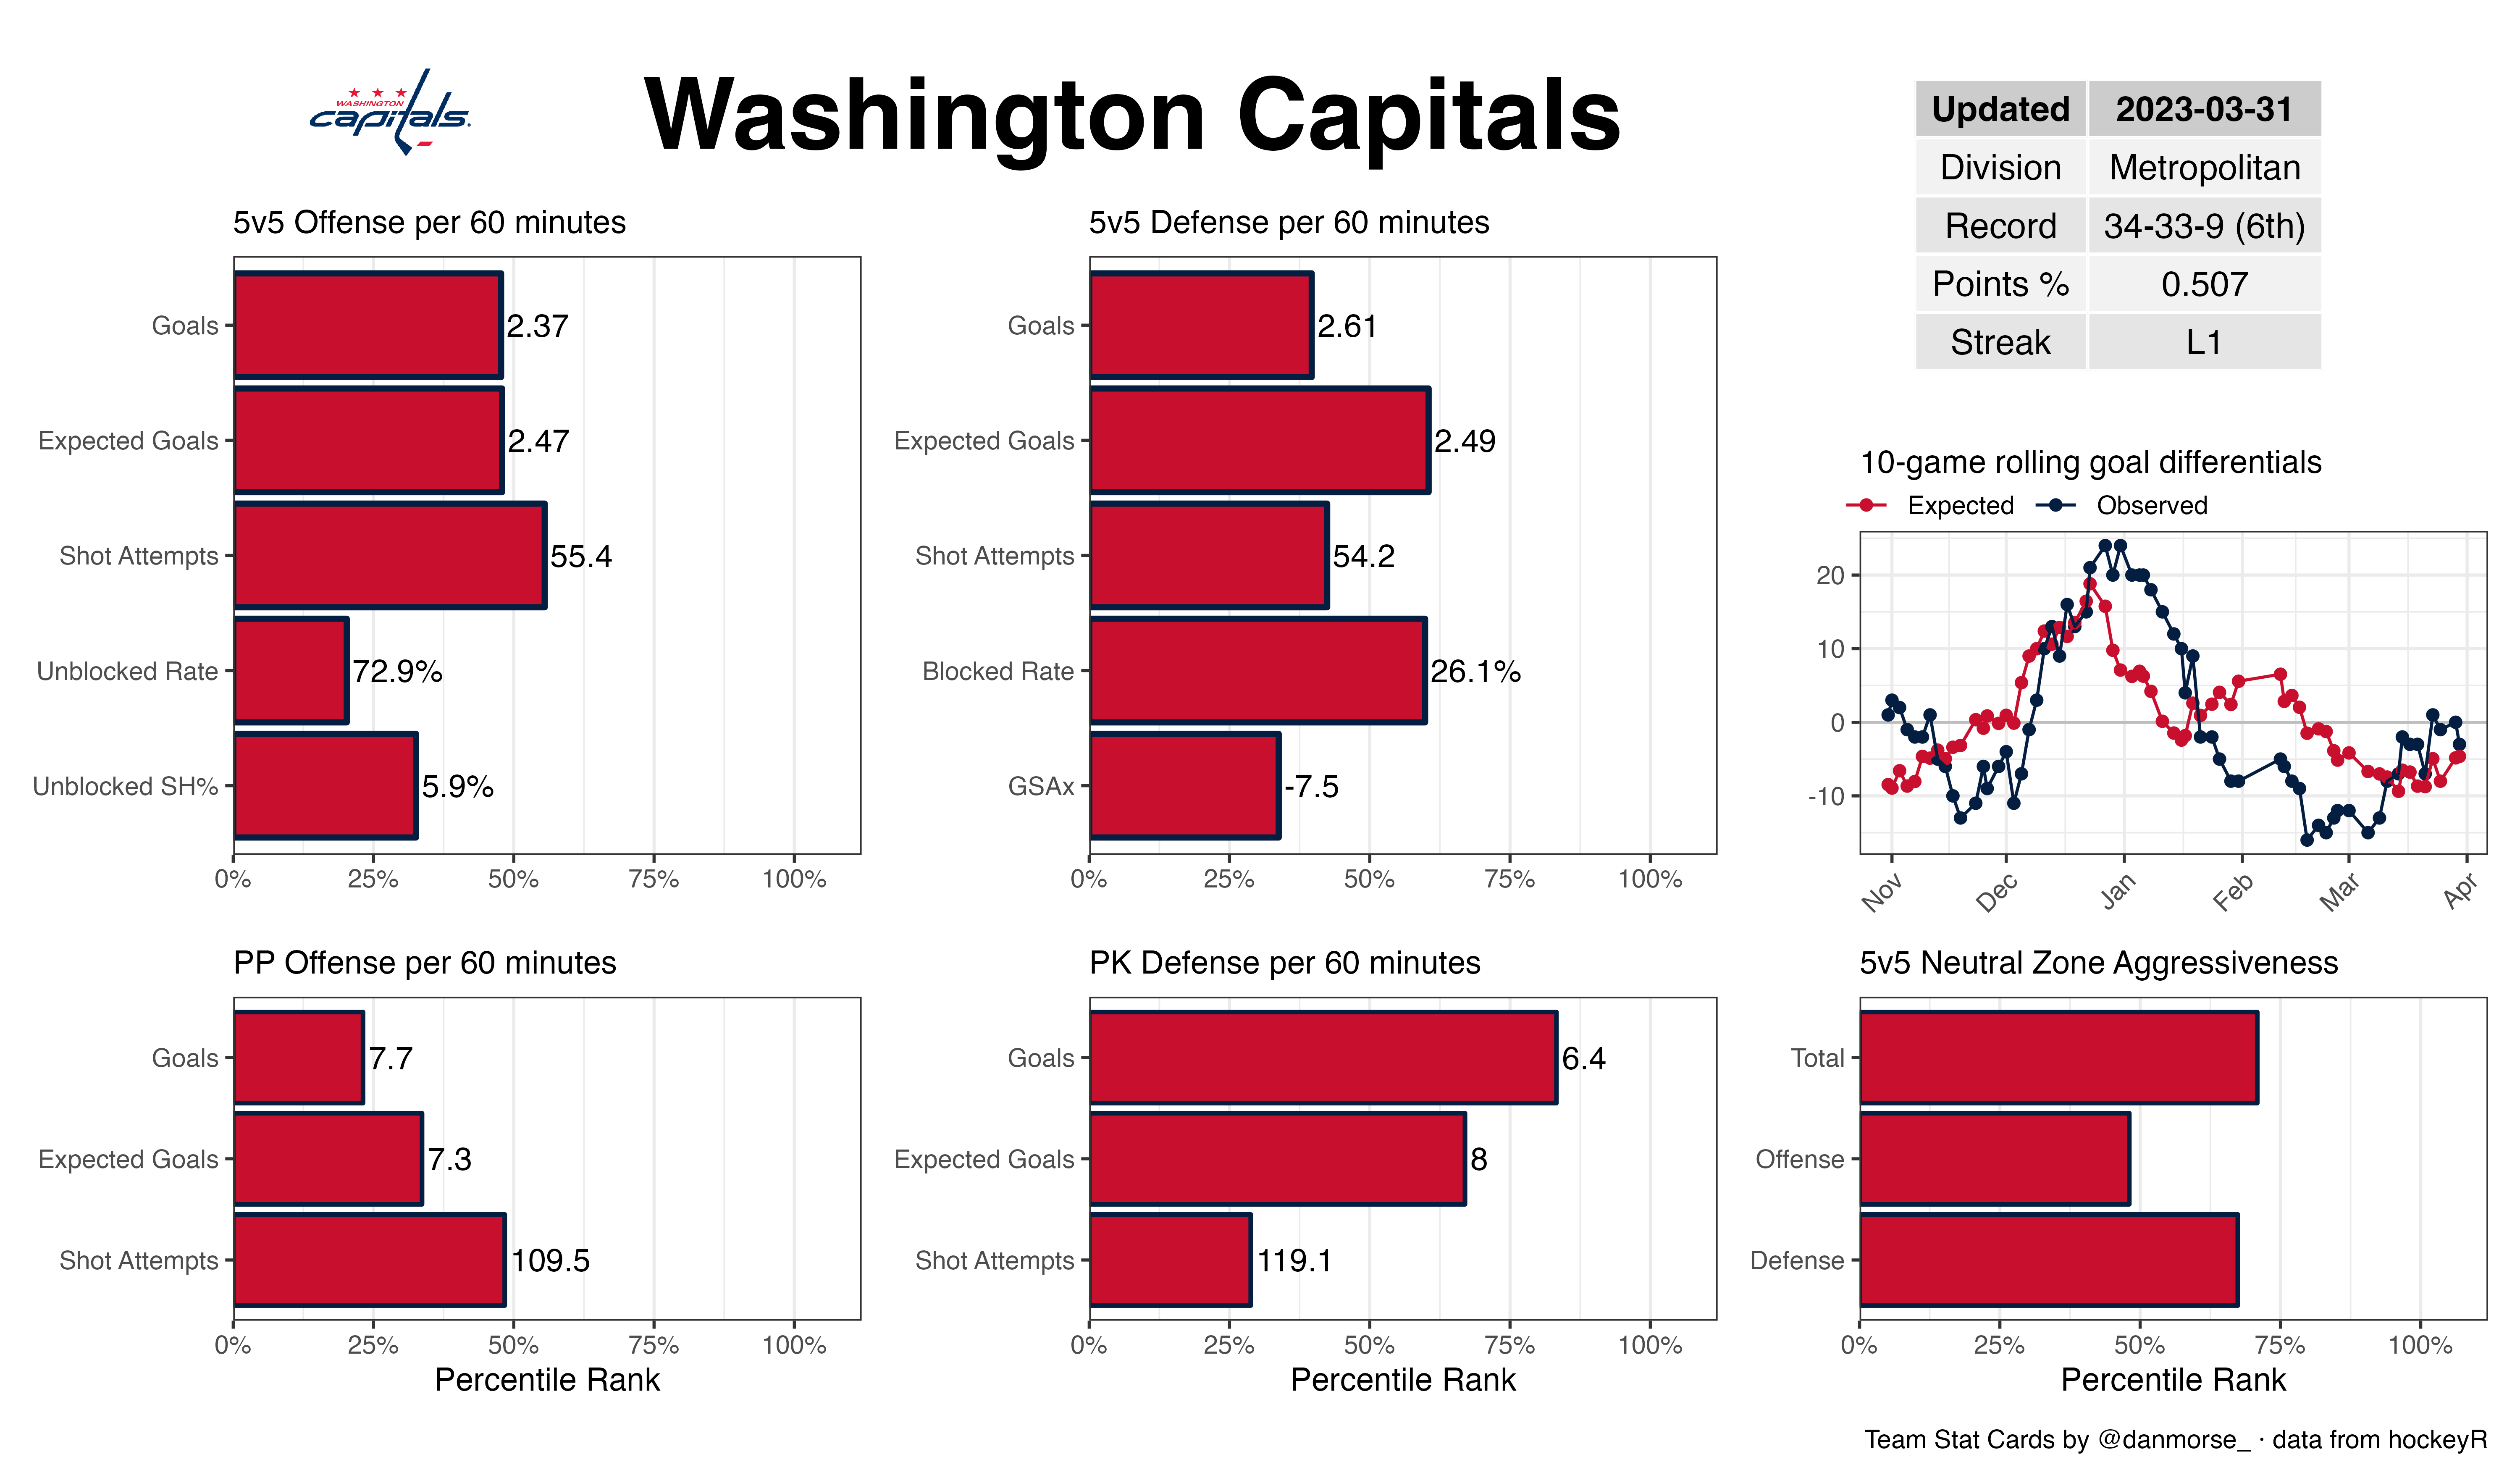 WASHINGTON
capitals.
Washington Capitals
Updated 2023-03-31
Division Metropolitan
Record 34-33-9 (6th)
Points % 0.507
Streak L1
5v5 Offense per 60 minutes
Goals 2.37
Expected Goals 2.47
Shot Attempts 55.4
Unblocked Rate 72.9%
Unblocked SH% 5.9%
0% 25% 50% 75% 100%
5v5 Defense per 60 minutes
Goals 2.61
Expected Goals 2.49
Shot Attempts 54.2
Blocked Rate 26.1%
GSAx -7.5
0% 25% 50% 75% 100%
10-game rolling goal differentials
Expected Observed
20
10
0
-10
Nov Dec Jan Feb Mar Apr
PP Offense per 60 minutes
Goals 7.7
Expected Goals 7.3
Shot Attempts 109.5
0% 25% 50% 75% 100%
Percentile Rank
PK Defense per 60 minutes
Goals 6.4
Expected Goals 8
Shot Attempts 119.1
0% 25% 50% 75% 100%
Percentile Rank
5v5 Neutral Zone Aggressiveness
Total
Offense
Defense
0% 25% 50% 75% 100%
Percentile Rank
Team Stat Cards by @danmorse_ · data from hockeyR